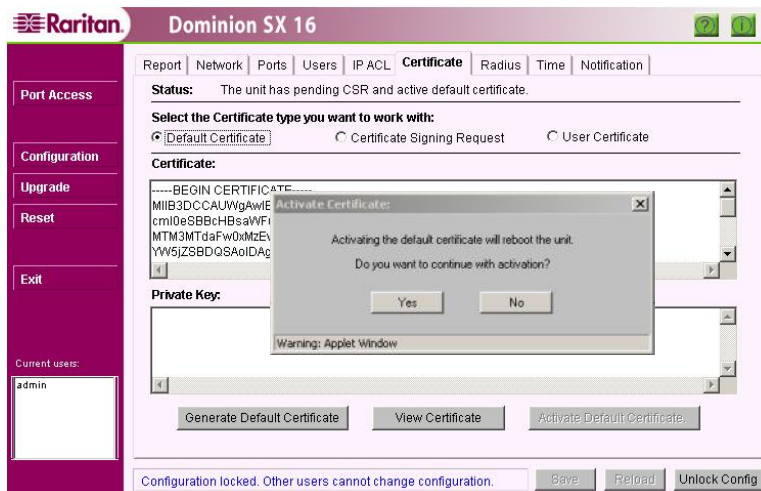 Raritan. Dominion SX 16
Report Network Ports Users IP ACL Certificate Radius Time Notification
Port Access
Configuration
Upgrade
Reset
Exit
Current users:
admin
Status: The unit has pending CSR and active default certificate.
Select the Certificate type you want to work with:
Default Certificate Certificate Signing Request User Certificate
Certificate:
-----BEGIN CERTIFICATE-----
Activate Certificate:
Activating the default certificate will reboot the unit.
Do you want to continue with activation?
Yes No
Warning: Applet Window
Private Key:
Generate Default Certificate View Certificate Activate Default Certificate.
Configuration locked. Other users cannot change configuration. Save Reload Unlock Config